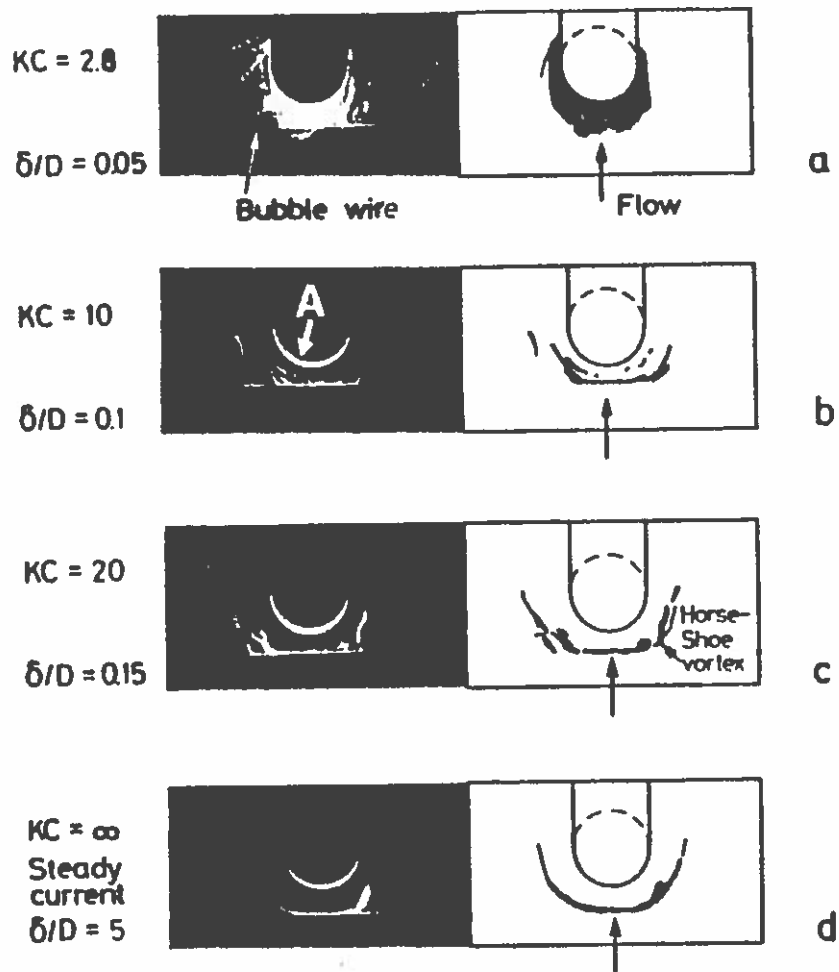 KC = 2.8
δ/D = 0.05
Bubble wire
Flow
a
KC = 10
A
δ/D = 0.1
b
KC = 20
δ/D = 0.15
Horse-
Shoe
vortex
c
KC = ∞
Steady
current
δ/D = 5
d